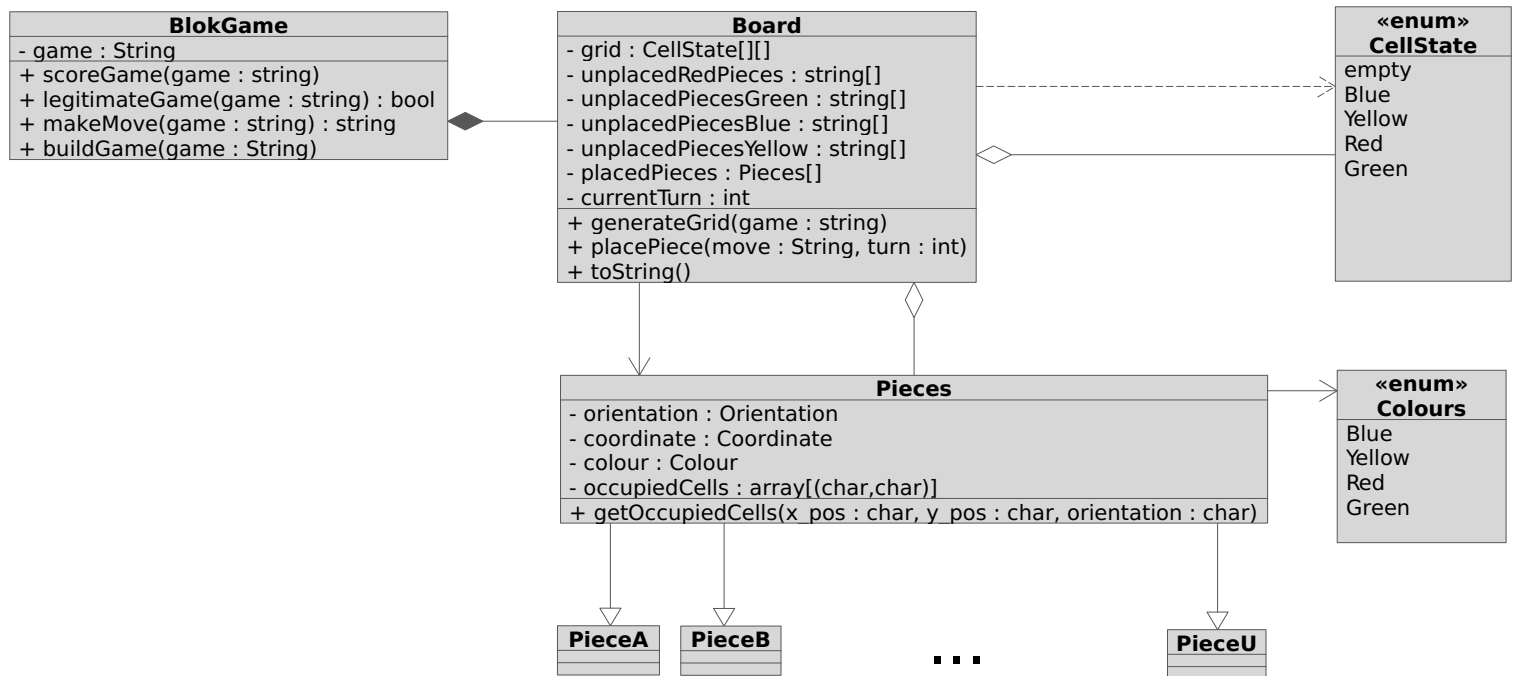 BlokGame
- game : String
+ scoreGame(game : string)
+ legitimateGame(game : string) : bool
+ makeMove(game : string) : string
+ buildGame(game : String)
Board
- grid : CellState[][]
- unplacedRedPieces : string[]
- unplacedPiecesGreen : string[]
- unplacedPiecesBlue : string[]
- unplacedPiecesYellow : string[]
- placedPieces : Pieces[]
- currentTurn : int
+ generateGrid(game : string)
+ placePiece(move : String, turn : int)
+ toString()
«enum»
CellState
empty
Blue
Yellow
Red
Green
Pieces
- orientation : Orientation
- coordinate : Coordinate
- colour : Colour
- occupiedCells : array[(char,char)]
+ getOccupiedCells(x_pos : char, y_pos : char, orientation : char)
«enum»
Colours
Blue
Yellow
Red
Green
PieceA
PieceB
...
PieceU